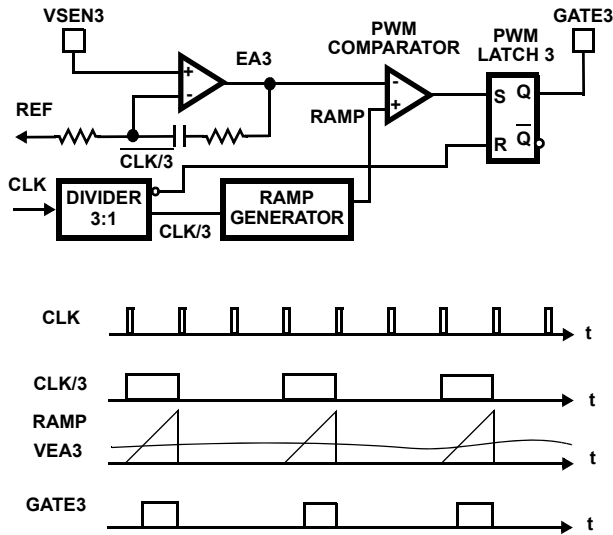 VSEN3
GATE3
EA3
PWM
COMPARATOR
PWM
LATCH 3
+
-
-
+
RAMP
S Q
R Q
REF
CLK/3
CLK
DIVIDER
3:1
CLK/3
RAMP
GENERATOR
CLK
t
CLK/3
t
RAMP
VEA3
t
GATE3
t